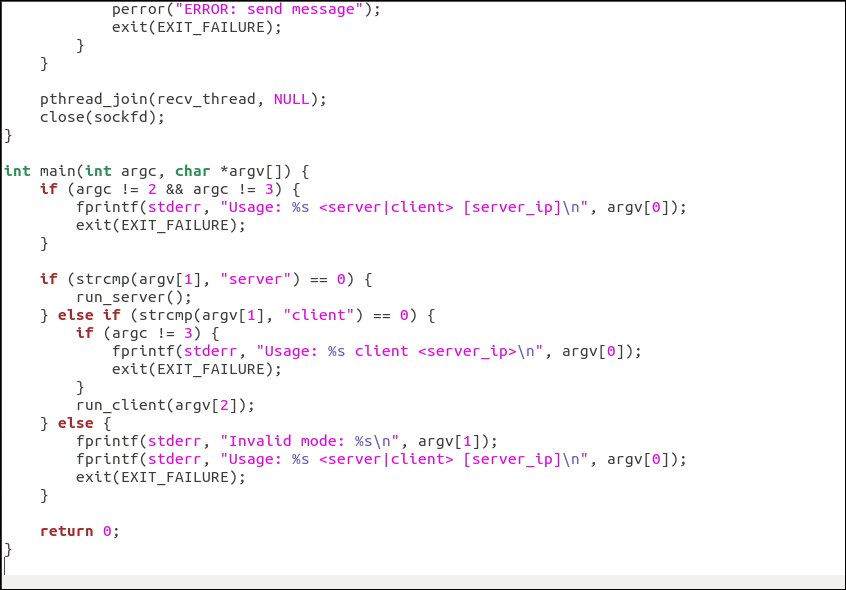 perror("ERROR: send message");
            exit(EXIT_FAILURE);
        }
    }

    pthread_join(recv_thread, NULL);
    close(sockfd);
}

int main(int argc, char *argv[]) {
    if (argc != 2 && argc != 3) {
        fprintf(stderr, "Usage: %s <server|client> [server_ip]\n", argv[0]);
        exit(EXIT_FAILURE);
    }

    if (strcmp(argv[1], "server") == 0) {
        run_server();
    } else if (strcmp(argv[1], "client") == 0) {
        if (argc != 3) {
            fprintf(stderr, "Usage: %s client <server_ip>\n", argv[0]);
            exit(EXIT_FAILURE);
        }
        run_client(argv[2]);
    } else {
        fprintf(stderr, "Invalid mode: %s\n", argv[1]);
        fprintf(stderr, "Usage: %s <server|client> [server_ip]\n", argv[0]);
        exit(EXIT_FAILURE);
    }

    return 0;
}